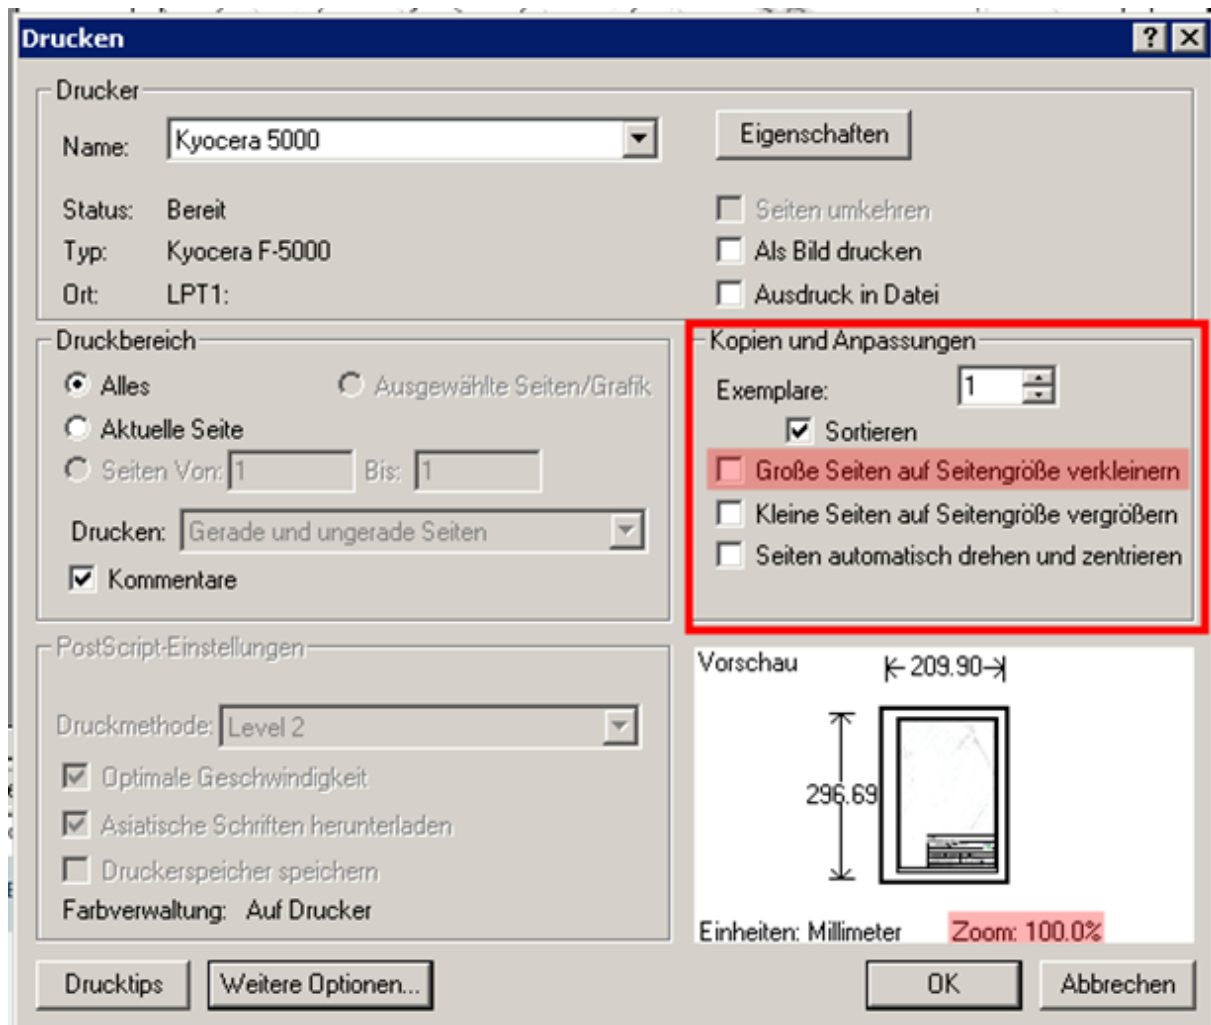 Drucken
Drucker
Name: Kyocera 5000 Eigenschaften
Status: Bereit Seiten umkehren
Typ: Kyocera F-5000 Als Bild drucken
Ort: LPT1: Ausdruck in Datei
Druckbereich
Alles Ausgewählte Seiten/Grafik
Aktuelle Seite
Seiten Von: 1 Bis: 1
Drucken: Gerade und ungerade Seiten
Kommentare
Kopien und Anpassungen
Exemplare: 1
Sortieren
Große Seiten auf Seitengröße verkleinern
Kleine Seiten auf Seitengröße vergrößern
Seiten automatisch drehen und zentrieren
PostScript-Einstellungen
Druckmethode: Level 2
Optimale Geschwindigkeit
Asiatische Schriften herunterladen
Druckerspeicher speichern
Farbverwaltung: Auf Drucker
Vorschau 209.90
296.69
Einheiten: Millimeter Zoom: 100.0%
Drucktips Weitere Optionen... OK Abbrechen